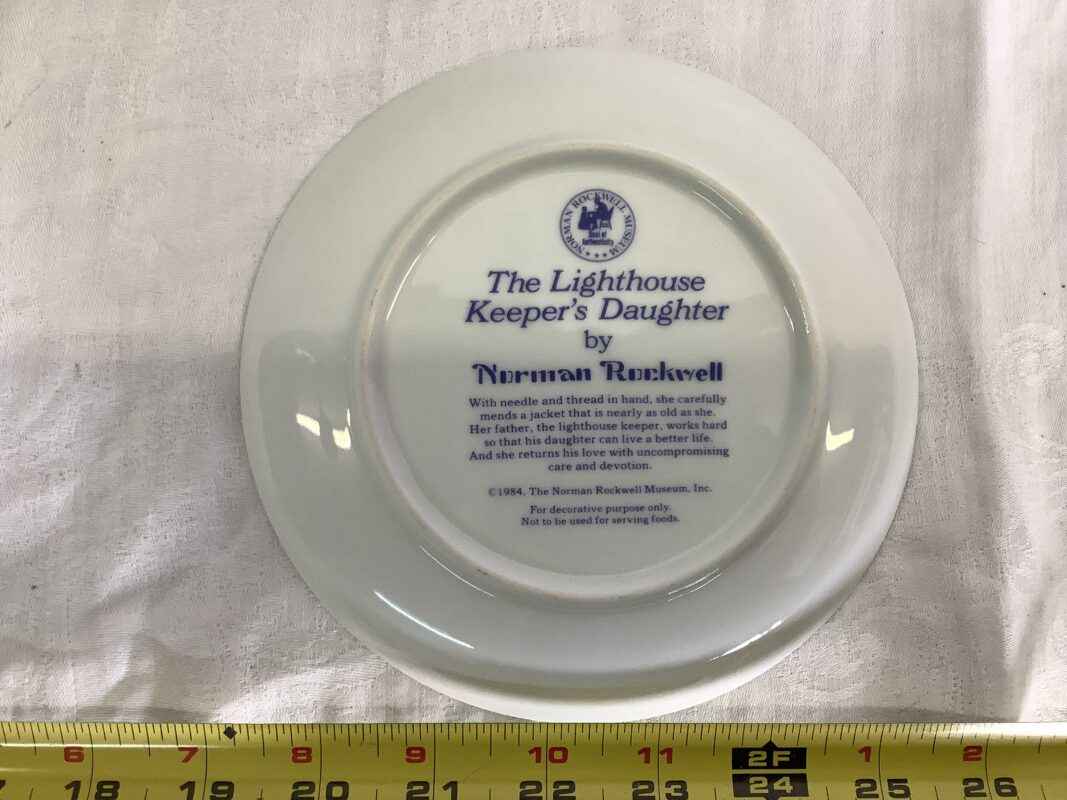 NORMAN ROCKWELL MUSEUM
Seal of
Authenticity
The Lighthouse
Keeper's Daughter
by
Norman Rockwell
With needle and thread in hand, she carefully
mends a jacket that is nearly as old as she.
Her father, the lighthouse keeper, works hard
so that his daughter can live a better life.
And she returns his love with uncompromising
care and devotion.
©1984, The Norman Rockwell Museum, Inc.
For decorative purpose only.
Not to be used for serving foods.
6 7 8 9 10 11 2F 1 2
18 19 20 21 22 23 24 25 26